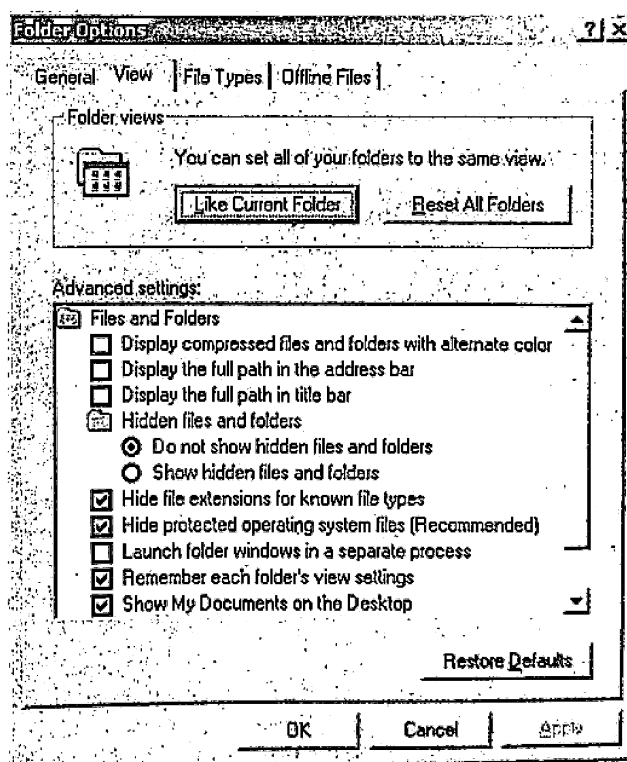 Folder Options ? x
General View File Types Offline Files
Folder views
You can set all of your folders to the same view.
Like Current Folder Reset All Folders
Advanced settings:
Files and Folders
Display compressed files and folders with alternate color
Display the full path in the address bar
Display the full path in title bar
Hidden files and folders
Do not show hidden files and folders
Show hidden files and folders
Hide file extensions for known file types
Hide protected operating system files (Recommended)
Launch folder windows in a separate process
Remember each folder's view settings
Show My Documents on the Desktop
Restore Defaults
OK Cancel Apply